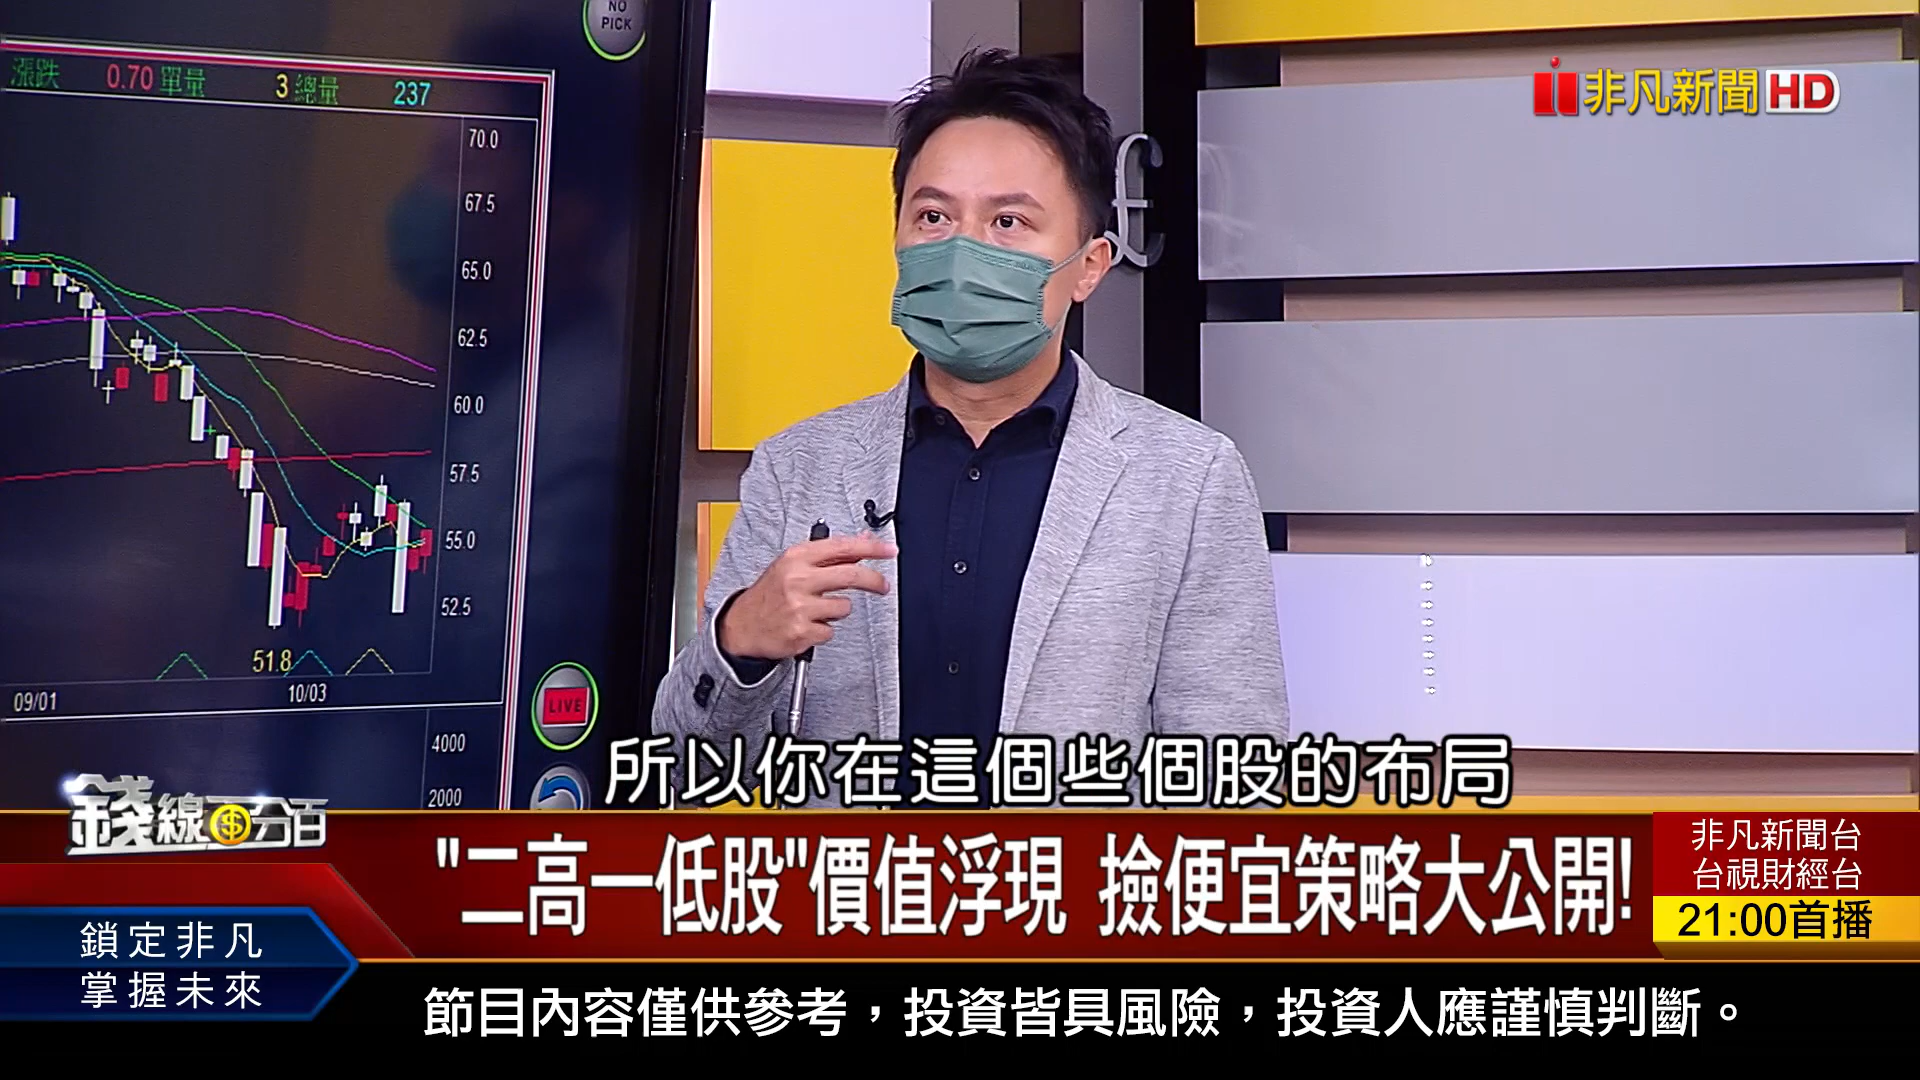 NO
PICK
漲跌 0.70 單量 3 總量 237
70.0
67.5
65.0
62.5
60.0
57.5
55.0
52.5
51.8
09/01 10/03
4000
2000
LIVE
£
非凡新聞HD
所以你在這個些個股的布局
錢線百分百
"二高一低股"價值浮現 撿便宜策略大公開!
非凡新聞台
台視財經台
21:00首播
鎖定非凡
掌握未來
節目內容僅供參考，投資皆具風險，投資人應謹慎判斷。